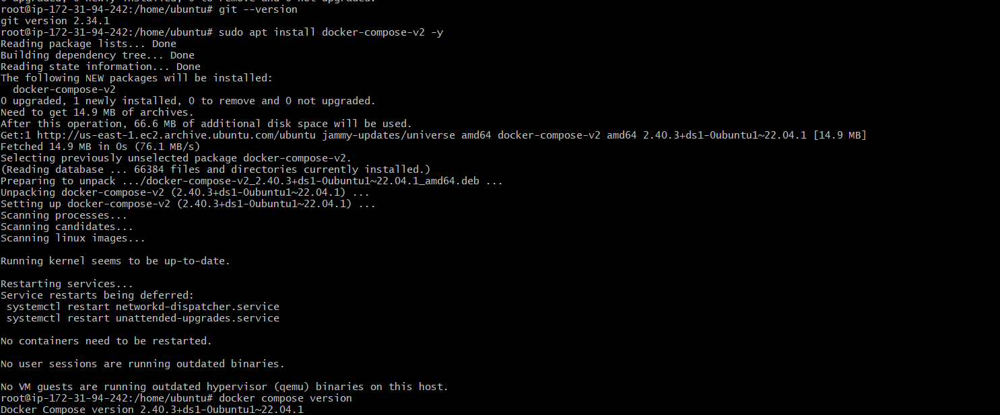 0 upgraded, 0 newly installed, 0 to remove and 0 not upgraded.
root@ip-172-31-94-242:/home/ubuntu# git --version
git version 2.34.1
root@ip-172-31-94-242:/home/ubuntu# sudo apt install docker-compose-v2 -y
Reading package lists... Done
Building dependency tree... Done
Reading state information... Done
The following NEW packages will be installed:
  docker-compose-v2
0 upgraded, 1 newly installed, 0 to remove and 0 not upgraded.
Need to get 14.9 MB of archives.
After this operation, 66.6 MB of additional disk space will be used.
Get:1 http://us-east-1.ec2.archive.ubuntu.com/ubuntu jammy-updates/universe amd64 docker-compose-v2 amd64 2.40.3+ds1-0ubuntu1~22.04.1 [14.9 MB]
Fetched 14.9 MB in 0s (76.1 MB/s)
Selecting previously unselected package docker-compose-v2.
(Reading database ... 66384 files and directories currently installed.)
Preparing to unpack .../docker-compose-v2_2.40.3+ds1-0ubuntu1~22.04.1_amd64.deb ...
Unpacking docker-compose-v2 (2.40.3+ds1-0ubuntu1~22.04.1) ...
Setting up docker-compose-v2 (2.40.3+ds1-0ubuntu1~22.04.1) ...
Scanning processes...
Scanning candidates...
Scanning linux images...

Running kernel seems to be up-to-date.

Restarting services...
Service restarts being deferred:
 systemctl restart networkd-dispatcher.service
 systemctl restart unattended-upgrades.service

No containers need to be restarted.

No user sessions are running outdated binaries.

No VM guests are running outdated hypervisor (qemu) binaries on this host.
root@ip-172-31-94-242:/home/ubuntu# docker compose version
Docker Compose version 2.40.3+ds1-0ubuntu1~22.04.1